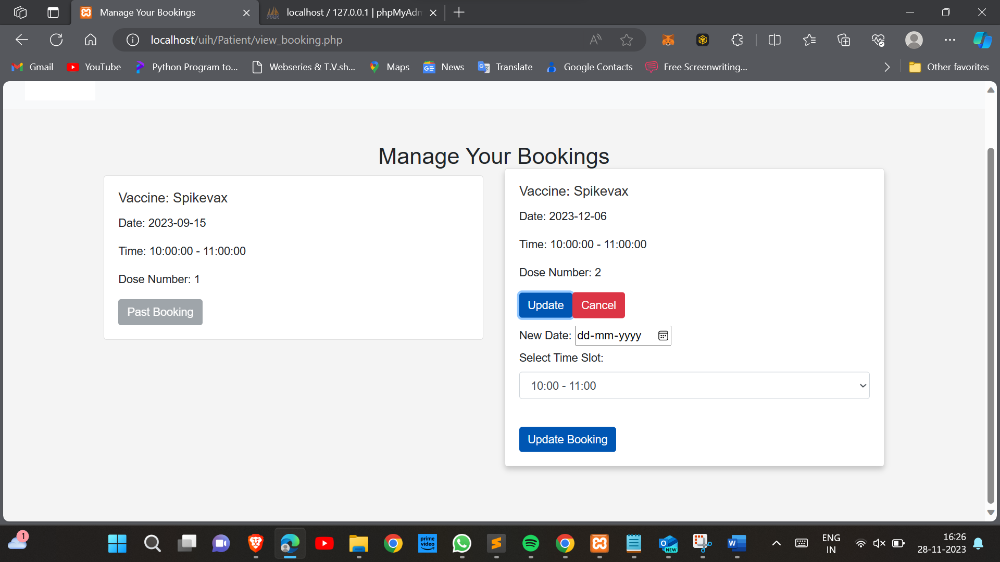 Manage Your Bookings
localhost / 127.0.0.1 | phpMyAdm
localhost/uih/Patient/view_booking.php
Gmail
YouTube
Python Program to...
Webseries & T.V.sh...
Maps
News
Translate
Google Contacts
Free Screenwriting...
Other favorites
Manage Your Bookings
Vaccine: Spikevax
Date: 2023-09-15
Time: 10:00:00 - 11:00:00
Dose Number: 1
Past Booking
Vaccine: Spikevax
Date: 2023-12-06
Time: 10:00:00 - 11:00:00
Dose Number: 2
Update
Cancel
New Date: dd-mm-yyyy
Select Time Slot:
10:00 - 11:00
Update Booking
1
prime
video
NEW
ENG
IN
16:26
28-11-2023